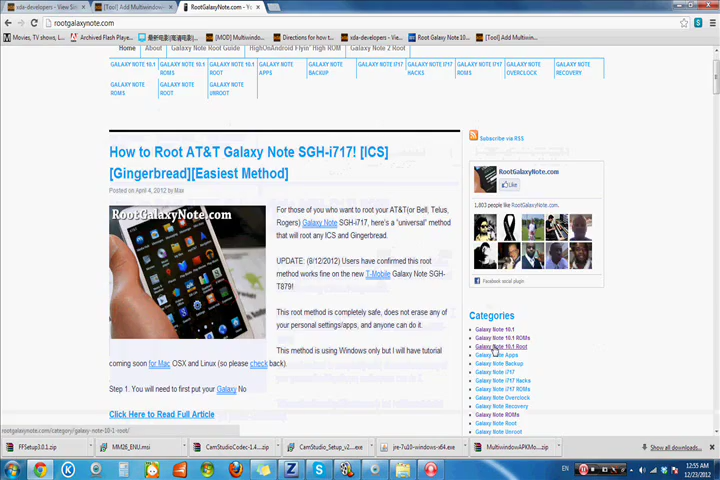 xda-developers - View Sin
[Tool] Add Multiwindow
RootGalaxyNote.com -
rootgalaxynote.com
Movies, TV shows, L
Archived Flash Player...
最新电影(高清电影)
[MOD] Multiwindow
Directions for how t...
xda-developers - Vie...
Root Galaxy Note 10...
[Tool] Add Multiwin...
Home
About
Galaxy Note Root Guide
HighOnAndroid Flyin' High ROM
Galaxy Note 2 Root
GALAXY NOTE 10.1
GALAXY NOTE 10.1 ROMS
GALAXY NOTE 10.1 ROOT
GALAXY NOTE APPS
GALAXY NOTE BACKUP
GALAXY NOTE I717
GALAXY NOTE I717 HACKS
GALAXY NOTE I717 ROMS
GALAXY NOTE OVERCLOCK
GALAXY NOTE RECOVERY
GALAXY NOTE ROMS
GALAXY NOTE ROOT
GALAXY NOTE UNROOT
How to Root AT&T Galaxy Note SGH-i717! [ICS]
[Gingerbread][Easiest Method]
Posted on April 4, 2012 by Max
RootGalaxyNote.com
For those of you who want to root your AT&T(or Bell, Telus,
Rogers) Galaxy Note SGH-i717, here's a "universal" method
that will root any ICS and Gingerbread.
UPDATE: (8/12/2012) Users have confirmed this root
method works fine on the new T-Mobile Galaxy Note SGH-
T879!
This root method is completely safe, does not erase any of
your personal settings/apps, and anyone can do it.
This method is using Windows only but I will have tutorial
coming soon for Mac OSX and Linux (so please check back).
Step 1. You will need to first put your Galaxy No
Click Here to Read Full Article
Subscribe via RSS
RootGalaxyNote.com
Like
1,803 people like RootGalaxyNote.com.
Facebook social plugin
Categories
Galaxy Note 10.1
Galaxy Note 10.1 ROMs
Galaxy Note 10.1 Root
Galaxy Note Apps
Galaxy Note Backup
Galaxy Note i717
Galaxy Note i717 Hacks
Galaxy Note i717 ROMs
Galaxy Note Overclock
Galaxy Note Recovery
Galaxy Note ROMs
Galaxy Note Root
Galaxy Note Unroot
rootgalaxynote.com/category/galaxy-note-10-1-root/
FFSetup3.0.1.zip
MM26_ENU.msi
CamStudioCodec-1.4....zip
CamStudio_Setup_v2....exe
jre-7u10-windows-x64.exe
MultiwindowAPKMo....zip
Show all downloads...
EN
12:55 AM
12/23/2012